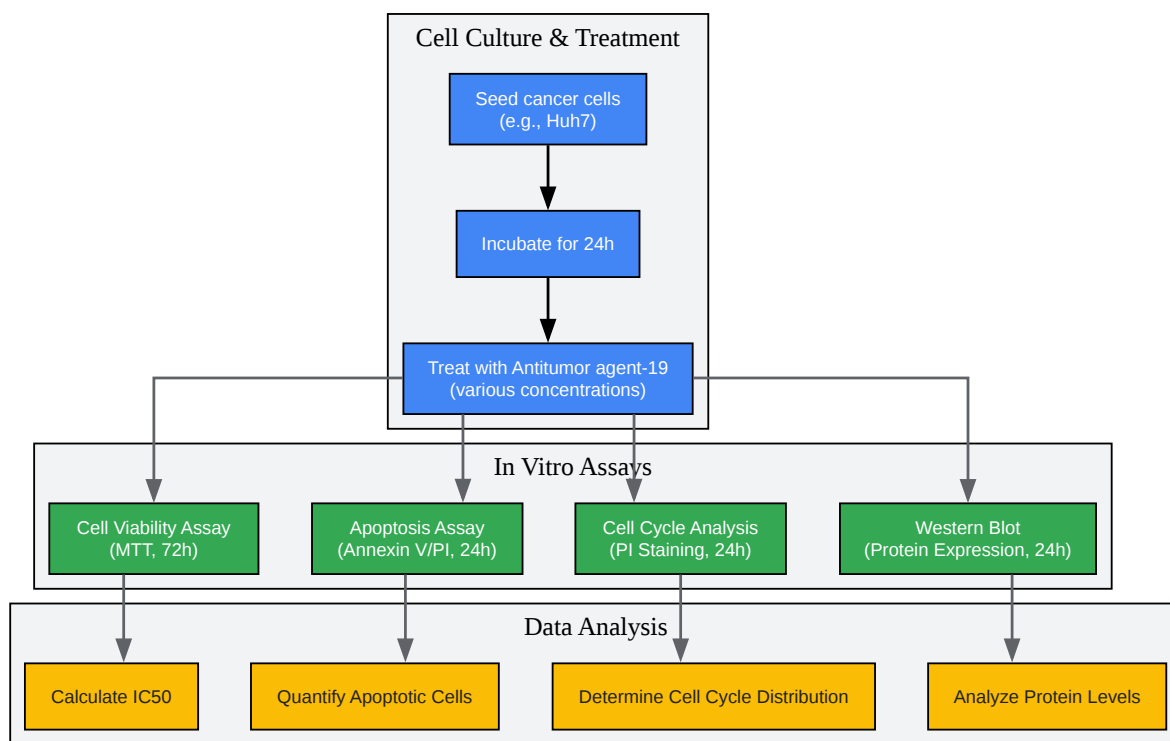 Cell Culture & Treatment
Seed cancer cells
(e.g., Huh7)
Incubate for 24h
Treat with Antitumor agent-19
(various concentrations)
In Vitro Assays
Cell Viability Assay
(MTT, 72h)
Apoptosis Assay
(Annexin V/PI, 24h)
Cell Cycle Analysis
(PI Staining, 24h)
Western Blot
(Protein Expression, 24h)
Data Analysis
Calculate IC50
Quantify Apoptotic Cells
Determine Cell Cycle Distribution
Analyze Protein Levels